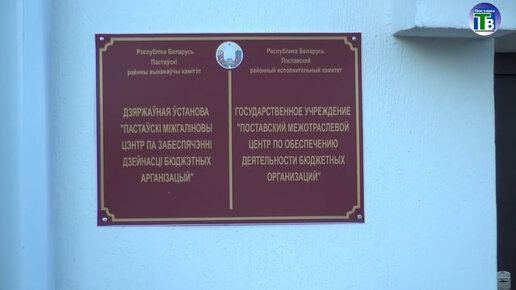 Рэспубліка Беларусь
Пастаўскі
раённы выканаўчы камітэт
ДЗЯРЖАЎНАЯ ЎСТАНОВА
"ПАСТАЎСКІ МІЖГАЛІНОВЫ
ЦЭНТР ПА ЗАБЕСПЯЧЭННІ
ДЗЕЙНАСЦІ БЮДЖЭТНЫХ
АРГАНІЗАЦЫЙ"
Республика Беларусь
Поставский
районный исполнительный комитет
ГОСУДАРСТВЕННОЕ УЧРЕЖДЕНИЕ
"ПОСТАВСКИЙ МЕЖОТРАСЛЕВОЙ
ЦЕНТР ПО ОБЕСПЕЧЕНИЮ
ДЕЯТЕЛЬНОСТИ БЮДЖЕТНЫХ
ОРГАНИЗАЦИЙ"
Поставы
ТВ